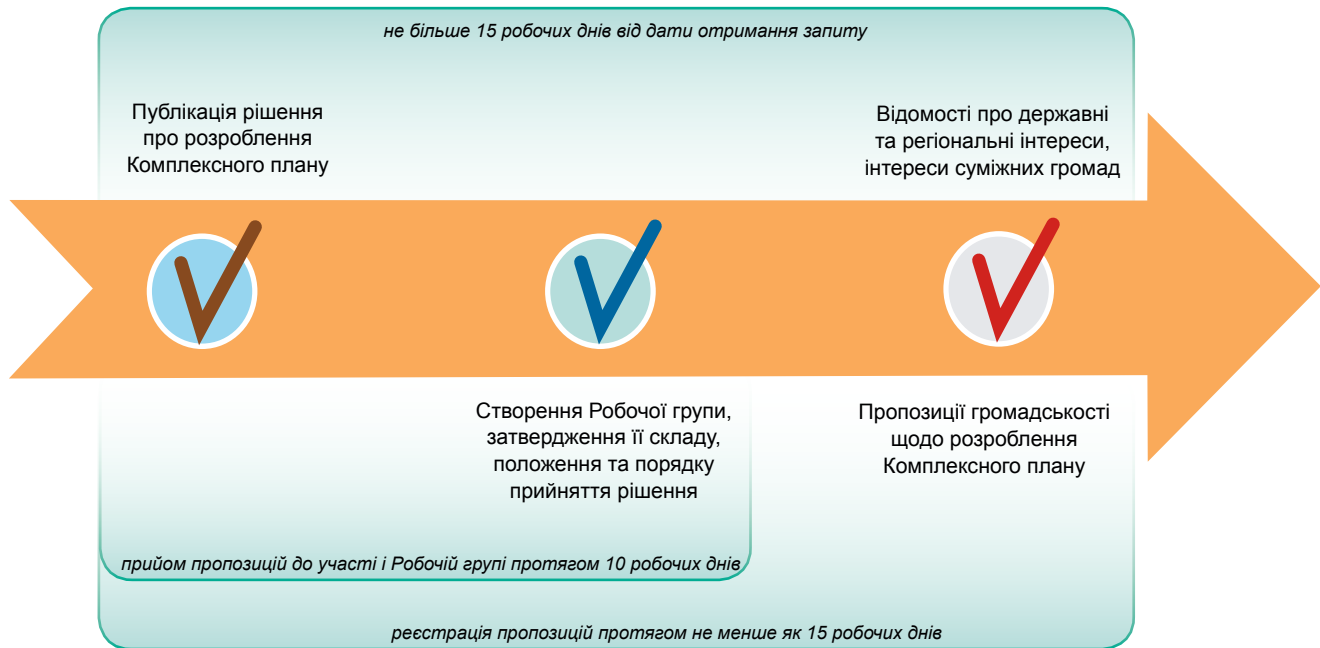 не більше 15 робочих днів від дати отримання запиту
Публікація рішення
про розроблення
Комплексного плану
Відомості про державні
та регіональні інтереси,
інтереси суміжних громад
Створення Робочої групи,
затвердження її складу,
положення та порядку
прийняття рішення
Пропозиції громадськості
щодо розроблення
Комплексного плану
прийом пропозицій до участі і Робочій групі протягом 10 робочих днів
реєстрація пропозицій протягом не менше як 15 робочих днів